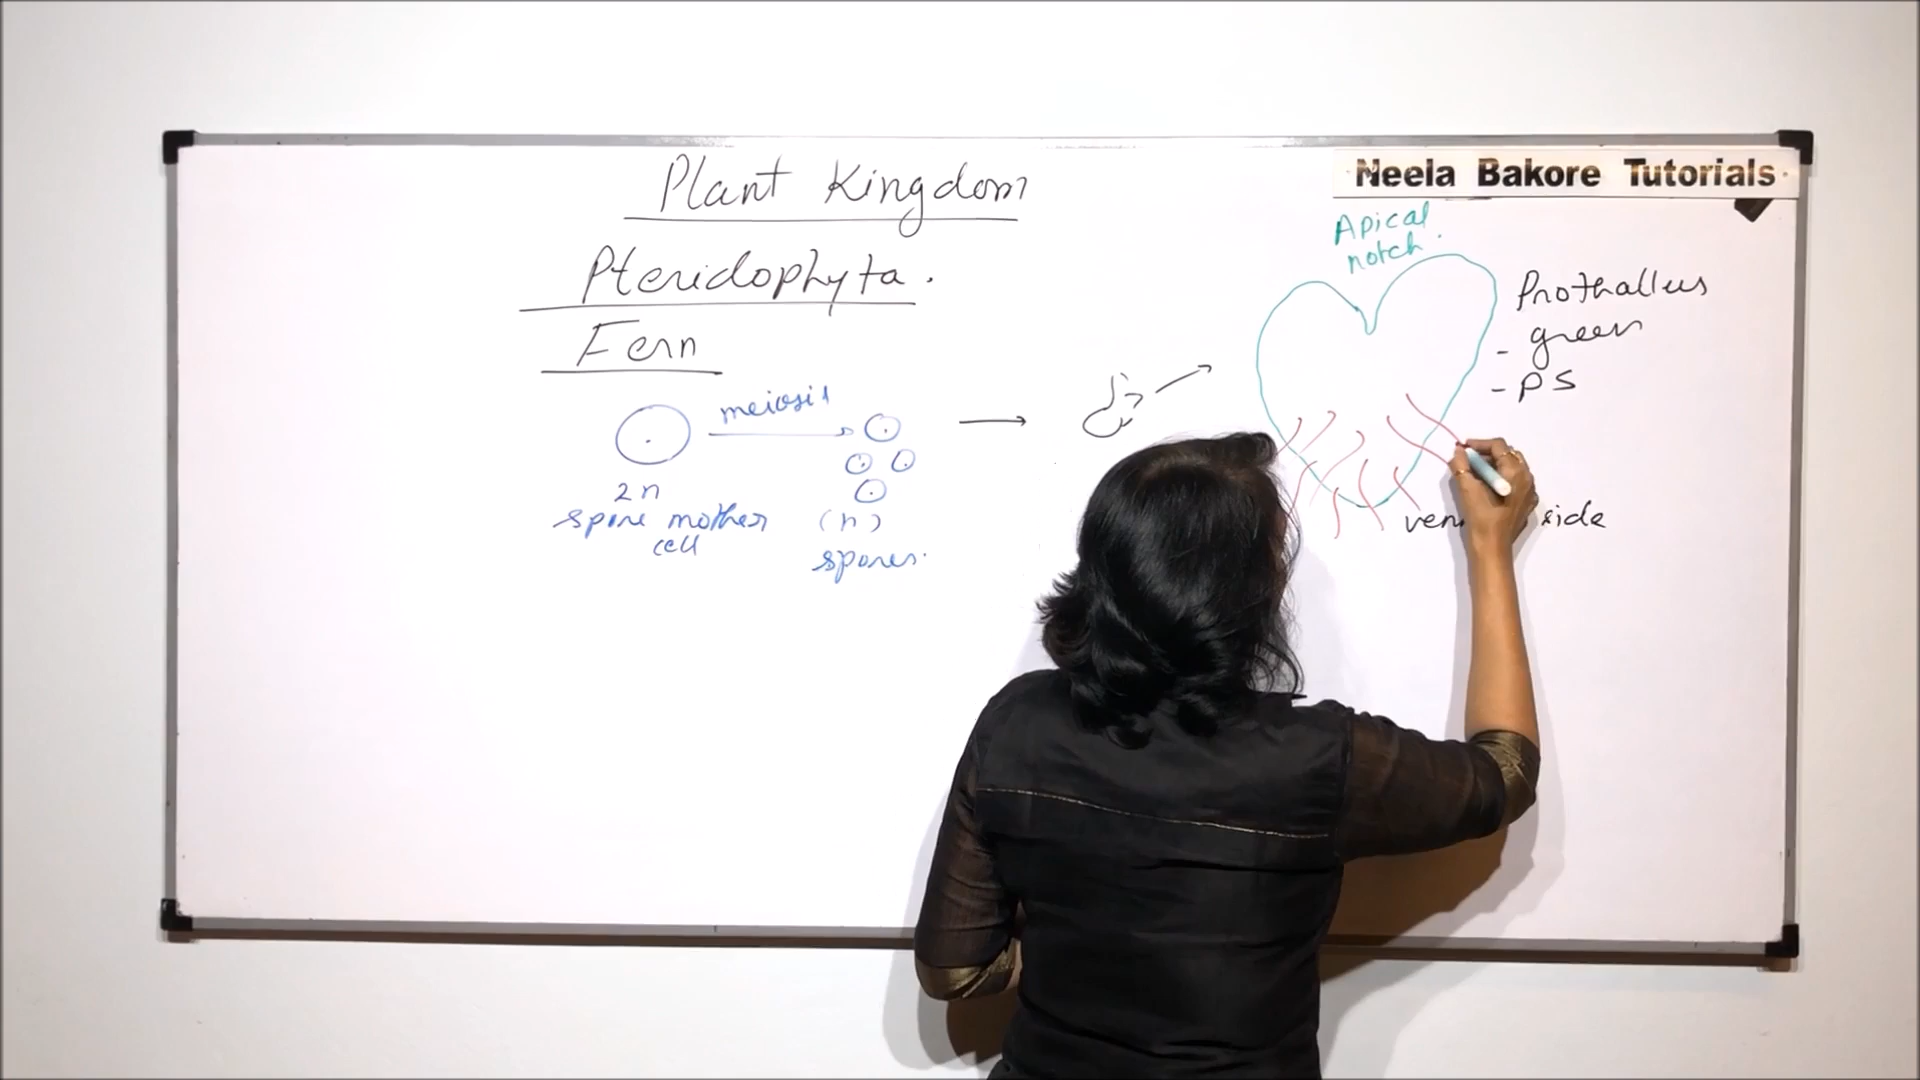 Plant Kingdom
Neela Bakore Tutorials
Pteridophyta.
Fern
Apical
notch.
Prothallus
- green
- PS
meiosis
2n
spore mother
cell
(n)
spores.
side